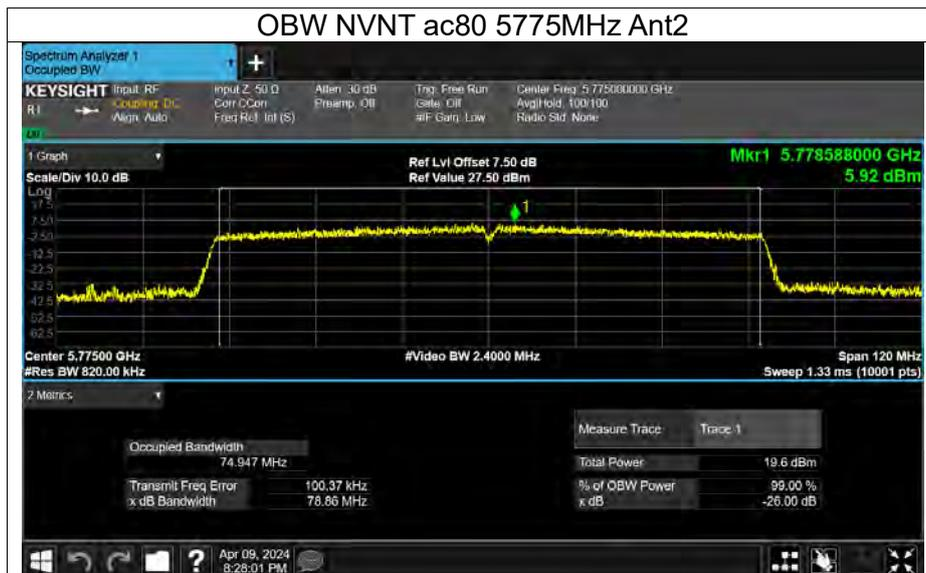 OBW NVNT ac80 5775MHz Ant2
Spectrum Analyzer 1
Occupied BW
+
KEYSIGHT Input: RF Input Z: 50 Ω Atten: 30 dB Trig: Free Run Center Freq: 5.775000000 GHz
Coupling: DC Corr CCorr Preamp: Off Gate: Off Avg|Hold: 100/100
Align: Auto Freq Ref: Int (S) #IF Gain: Low Radio Std: None
1 Graph
Scale/Div 10.0 dB
Ref Lvl Offset 7.50 dB
Ref Value 27.50 dBm
Mkr1 5.778588000 GHz
5.92 dBm
Log
17.5
7.50
-2.50
-12.5
-22.5
-32.5
-42.5
-52.5
-62.5
1
Center 5.77500 GHz
#Res BW 820.00 kHz
#Video BW 2.4000 MHz
Span 120 MHz
Sweep 1.33 ms (10001 pts)
2 Metrics
Measure Trace Trace 1
Occupied Bandwidth
74.947 MHz
Total Power 19.6 dBm
Transmit Freq Error 100.37 kHz
% of OBW Power 99.00 %
x dB Bandwidth 78.86 MHz
x dB -26.00 dB
?
Apr 09, 2024
8:28:01 PM